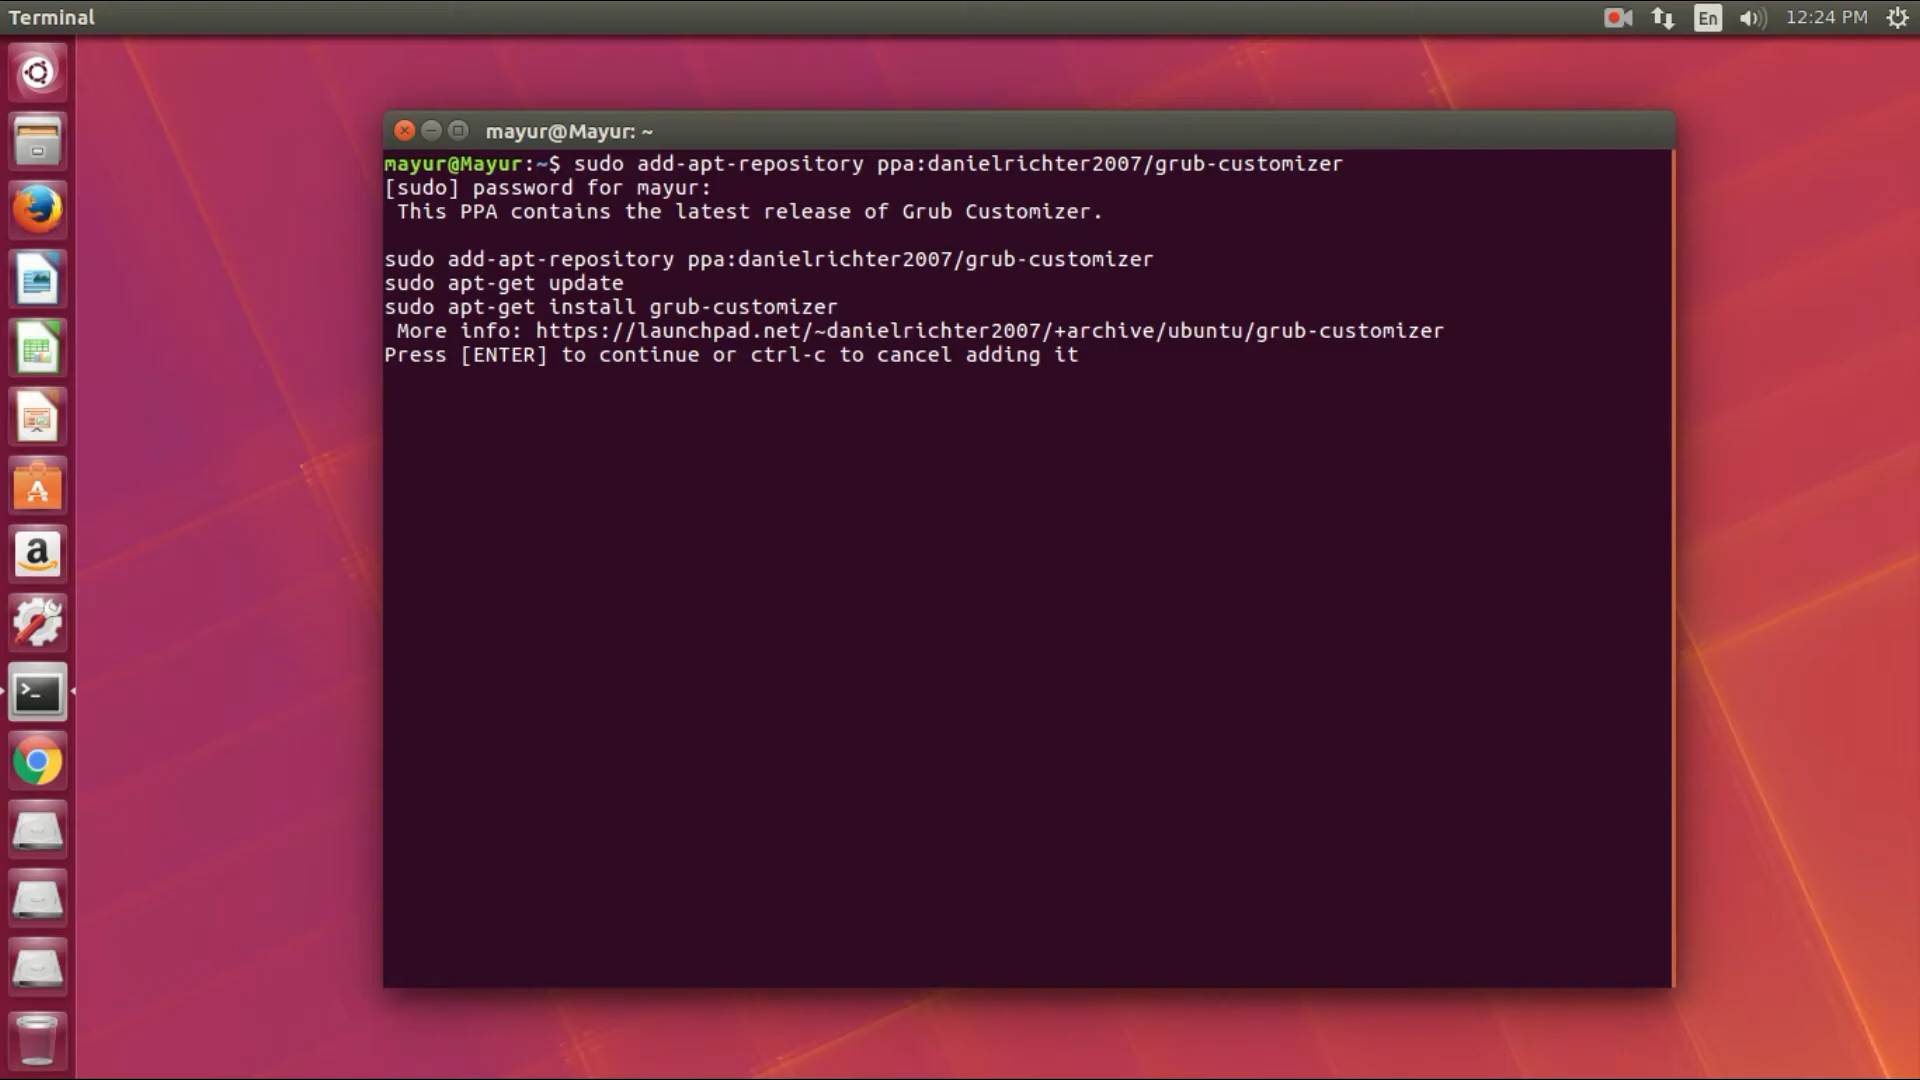 Terminal
En
12:24 PM
mayur@Mayur: ~
mayur@Mayur:~$ sudo add-apt-repository ppa:danielrichter2007/grub-customizer
[sudo] password for mayur:
This PPA contains the latest release of Grub Customizer.
sudo add-apt-repository ppa:danielrichter2007/grub-customizer
sudo apt-get update
sudo apt-get install grub-customizer
More info: https://launchpad.net/~danielrichter2007/+archive/ubuntu/grub-customizer
Press [ENTER] to continue or ctrl-c to cancel adding it